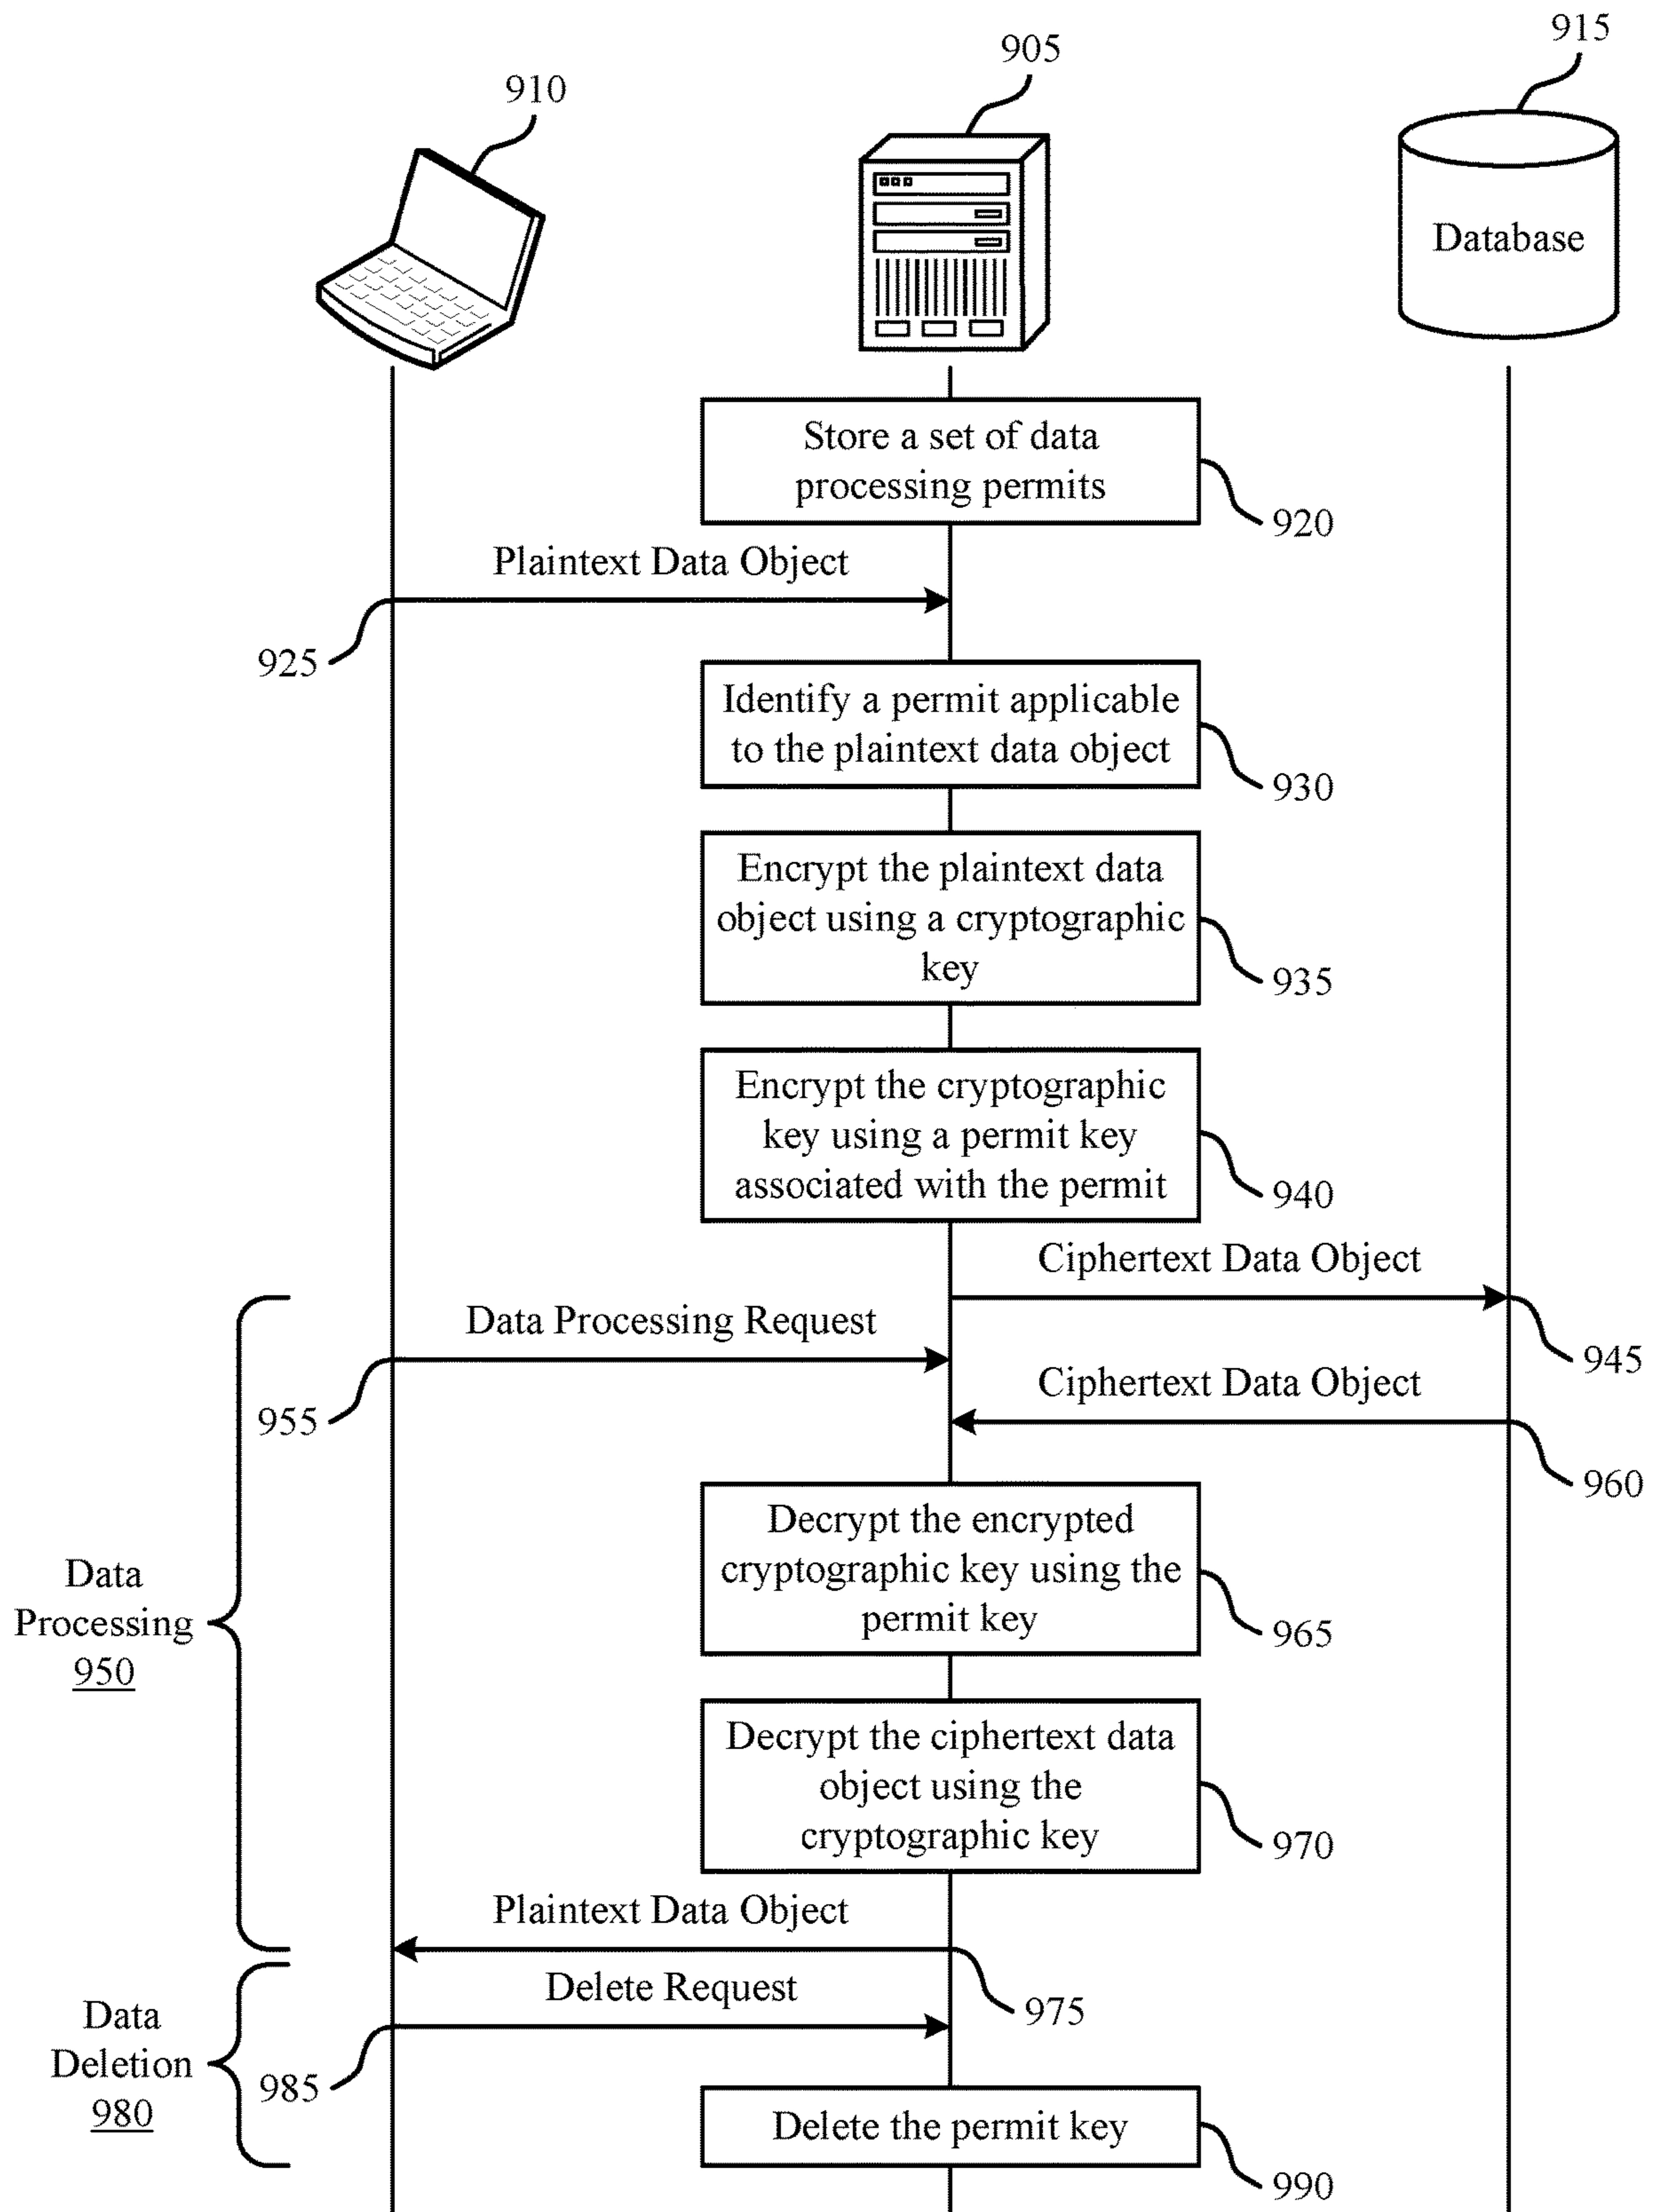 915
905
910
Database
Store a set of data
processing permits
920
Plaintext Data Object
925
Identify a permit applicable
to the plaintext data object
930
Encrypt the plaintext data
object using a cryptographic
key
935
Encrypt the cryptographic
key using a permit key
associated with the permit
940
Ciphertext Data Object
945
Data Processing Request
955
Ciphertext Data Object
960
Decrypt the encrypted
cryptographic key using the
permit key
965
Data
Processing
950
Decrypt the ciphertext data
object using the
cryptographic key
970
Plaintext Data Object
975
Delete Request
985
Data
Deletion
980
Delete the permit key
990